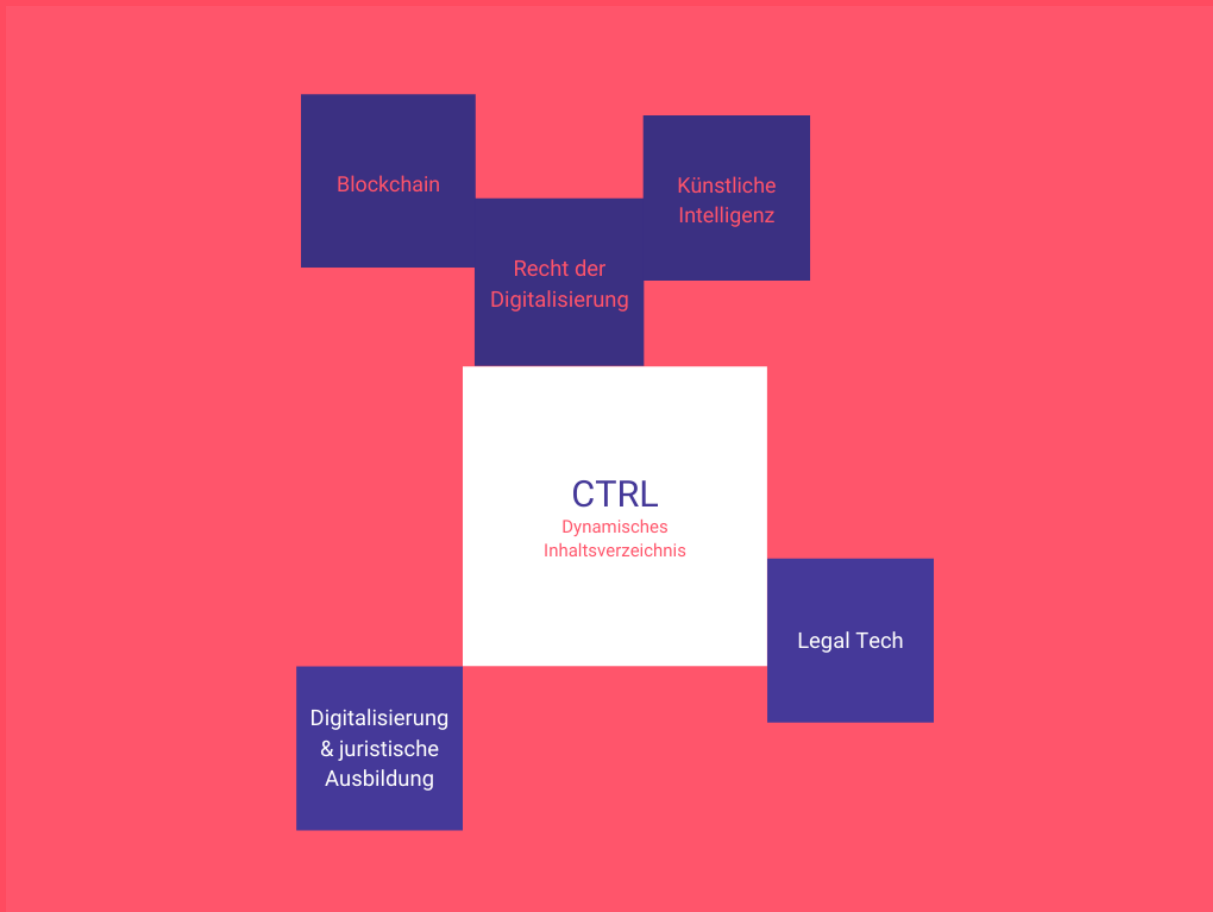 Blockchain
Künstliche
Intelligenz
Recht der
Digitalisierung
CTRL
Dynamisches
Inhaltsverzeichnis
Legal Tech
Digitalisierung
& juristische
Ausbildung